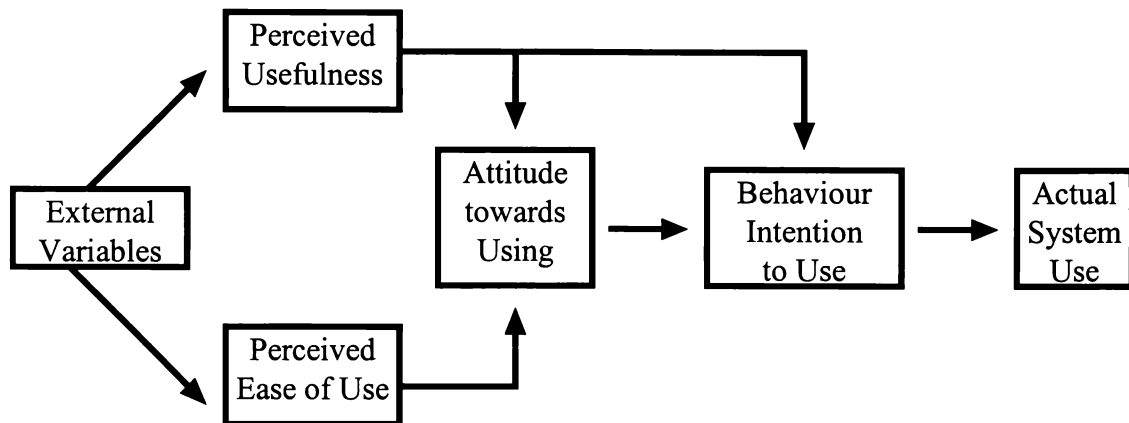 Perceived
Usefulness
External
Variables
Attitude
towards
Using
Behaviour
Intention
to Use
Actual
System
Use
Perceived
Ease of Use